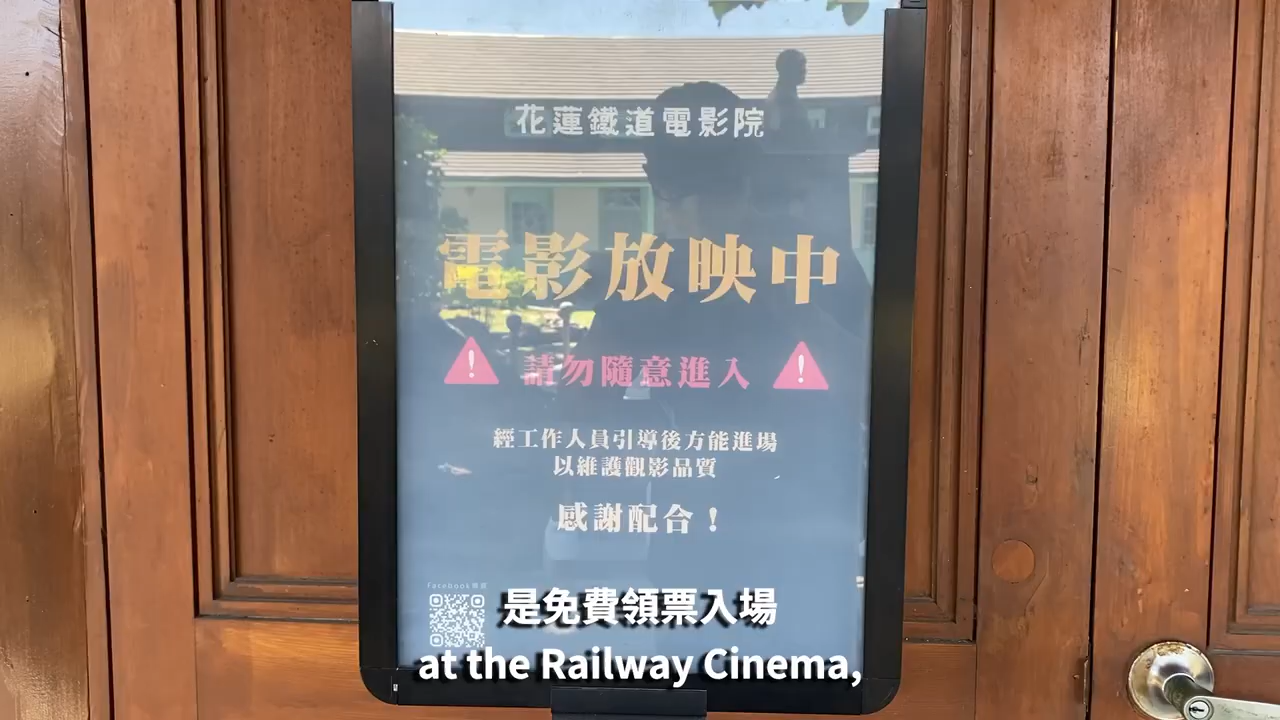 花蓮鐵道電影院
電影放映中
請勿隨意進入
經工作人員引導後方能進場
以維護觀影品質
感謝配合！
是免費領票入場
at the Railway Cinema,